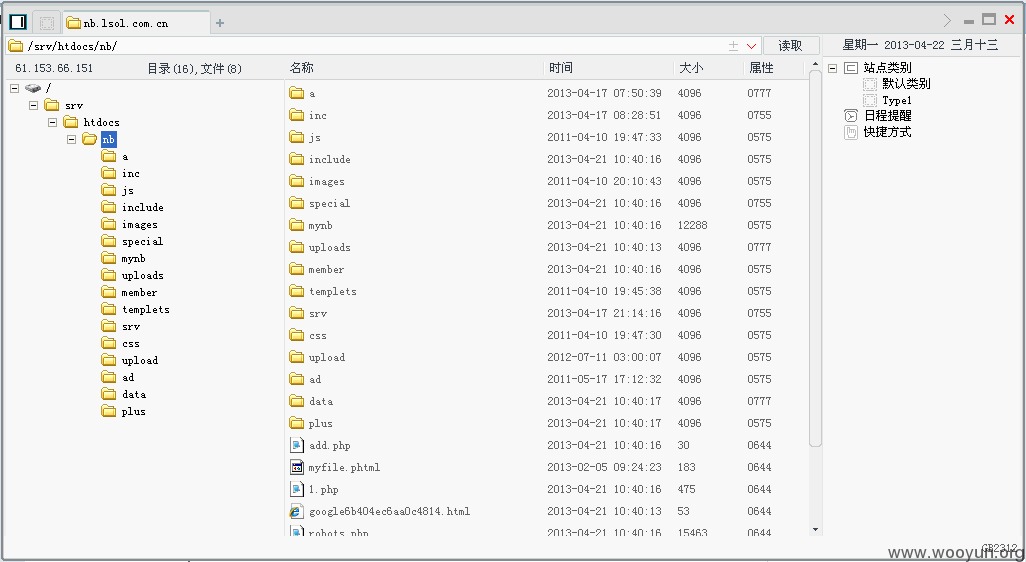 nb.lsol.com.cn
/srv/htdocs/nb/ 读取 星期一 2013-04-22 三月十三
61.153.66.151 目录(16),文件(8) 名称 时间 大小 属性
/
srv
htdocs
nb
a
inc
js
include
images
special
mynb
uploads
member
templets
srv
css
upload
ad
data
plus
a 2013-04-17 07:50:39 4096 0777
inc 2013-04-17 08:28:51 4096 0755
js 2011-04-10 19:47:33 4096 0575
include 2013-04-21 10:40:16 4096 0755
images 2011-04-10 20:10:43 4096 0575
special 2013-04-21 10:40:16 4096 0755
mynb 2013-04-21 10:40:16 12288 0575
uploads 2013-04-21 10:40:13 4096 0777
member 2013-04-21 10:40:16 4096 0575
templets 2011-04-10 19:45:38 4096 0575
srv 2013-04-17 21:14:16 4096 0755
css 2011-04-10 19:47:30 4096 0575
upload 2012-07-11 03:00:07 4096 0575
ad 2011-05-17 17:12:32 4096 0575
data 2013-04-21 10:40:17 4096 0777
plus 2013-04-21 10:40:17 4096 0575
add.php 2013-04-21 10:40:16 30 0644
myfile.phtml 2013-02-05 09:24:23 183 0644
1.php 2013-04-21 10:40:16 475 0644
google6b404ec6aa0c4814.html 2013-04-21 10:40:13 53 0644
robots.php 2013-04-21 10:40:16 15463 0644
站点类别
默认类别
Type1
日程提醒
快捷方式
GB2312
www.wooyun.org